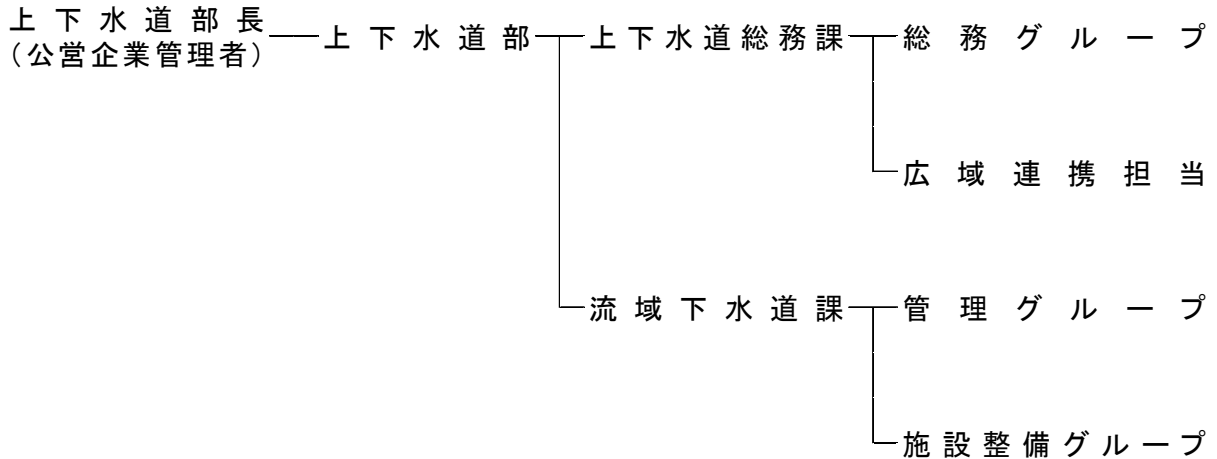 上下水道部長
(公営企業管理者)
上下水道部
上下水道総務課
総務グループ
広域連携担当
流域下水道課
管理グループ
施設整備グループ